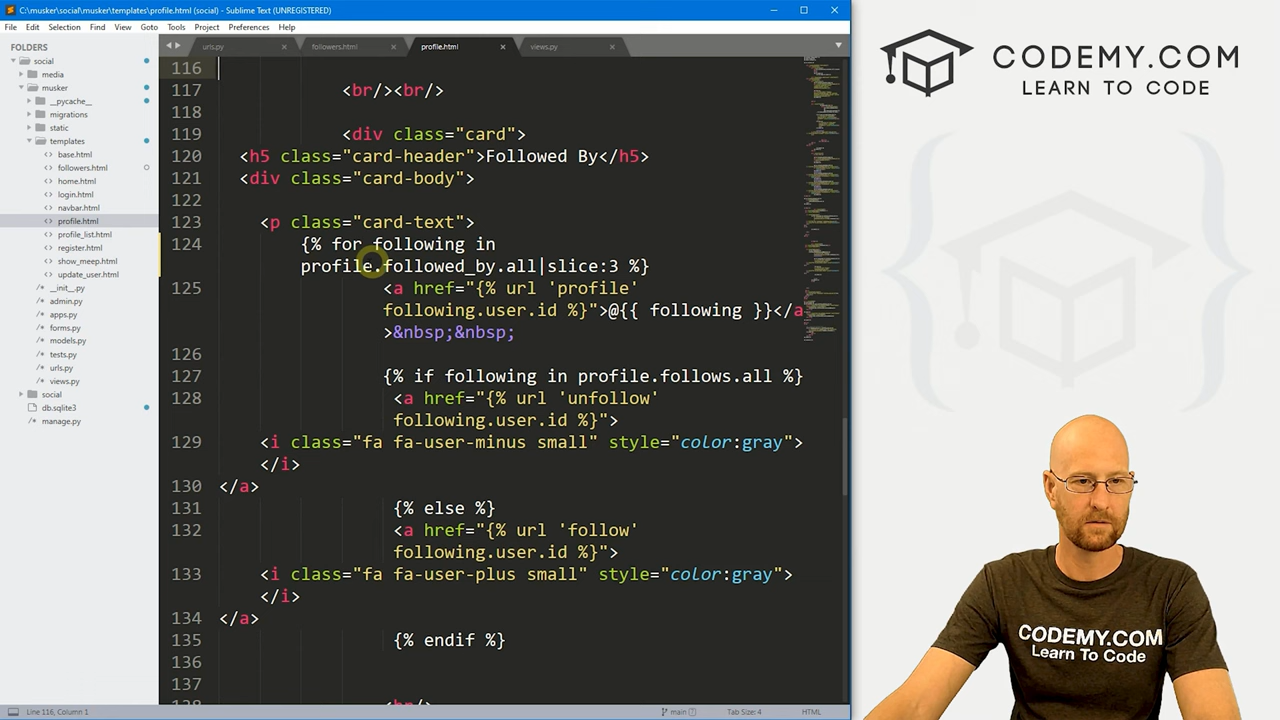 C:\musker\social\musker\templates\profile.html (social) - Sublime Text (UNREGISTERED)
File Edit Selection Find View Goto Tools Project Preferences Help
FOLDERS
social
media
musker
__pycache__
migrations
static
templates
base.html
followers.html
home.html
login.html
navbar.html
profile.html
profile_list.html
register.html
show_meep.html
update_user.html
__init__.py
admin.py
apps.py
forms.py
models.py
tests.py
urls.py
views.py
social
db.sqlite3
manage.py
urls.py followers.html profile.html views.py
116
117 <br/><br/>
118
119 <div class="card">
120 <h5 class="card-header">Followed By</h5>
121 <div class="card-body">
122
123 <p class="card-text">
124 {% for following in
profile.followed_by.all|slice:3 %}
125 <a href="{% url 'profile'
following.user.id %}">@{{ following }}</a
>&nbsp;&nbsp;
126
127 {% if following in profile.follows.all %}
128 <a href="{% url 'unfollow'
following.user.id %}">
129 <i class="fa fa-user-minus small" style="color:gray">
</i>
130 </a>
131 {% else %}
132 <a href="{% url 'follow'
following.user.id %}">
133 <i class="fa fa-user-plus small" style="color:gray">
</i>
134 </a>
135 {% endif %}
136
137
138 <br/>
Line 116, Column 1 main Tab Size: 4 HTML
CODEMY.COM
LEARN TO CODE
CODEMY.COM
Learn To Code